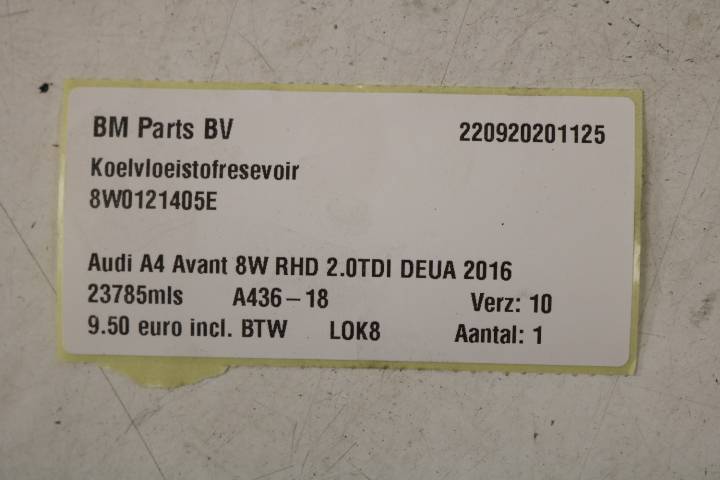 BM Parts BV 220920201125
Koelvloeistofresevoir
8W0121405E
Audi A4 Avant 8W RHD 2.0TDI DEUA 2016
23785mls A436-18 Verz: 10
9.50 euro incl. BTW LOK8 Aantal: 1